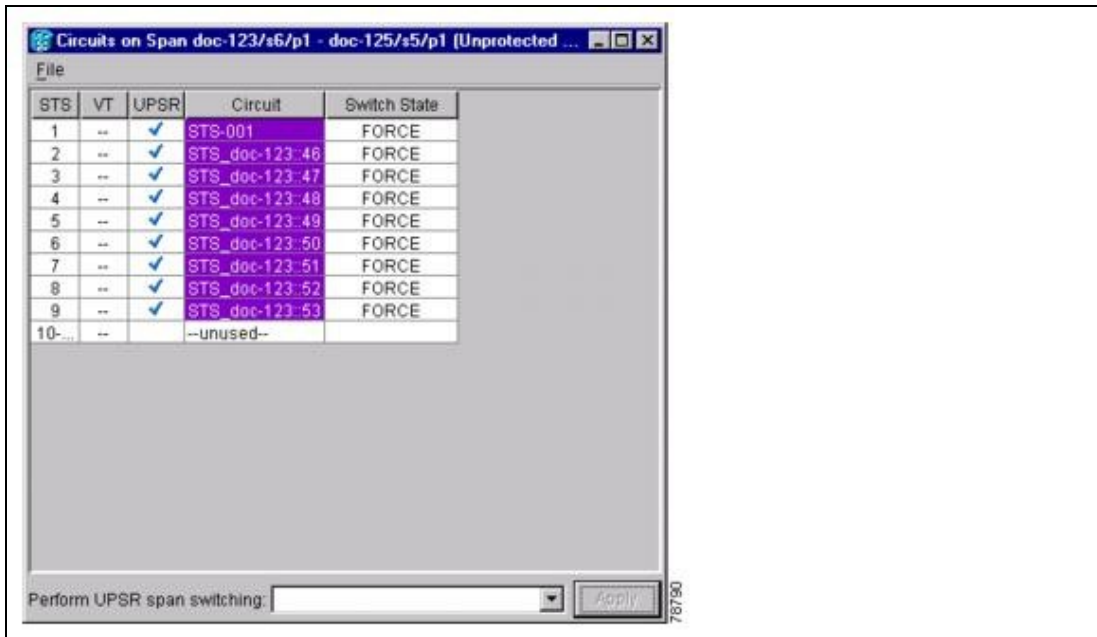 Circuits on Span doc-123/s6/p1 - doc-125/s5/p1 (Unprotected ...
File
STS VT UPSR Circuit Switch State
1 -- ✓ STS-001 FORCE
2 -- ✓ STS_doc-123::46 FORCE
3 -- ✓ STS_doc-123::47 FORCE
4 -- ✓ STS_doc-123::48 FORCE
5 -- ✓ STS_doc-123::49 FORCE
6 -- ✓ STS_doc-123::50 FORCE
7 -- ✓ STS_doc-123::51 FORCE
8 -- ✓ STS_doc-123::52 FORCE
9 -- ✓ STS_doc-123::53 FORCE
10-... -- --unused--
Perform UPSR span switching: Apply
78790